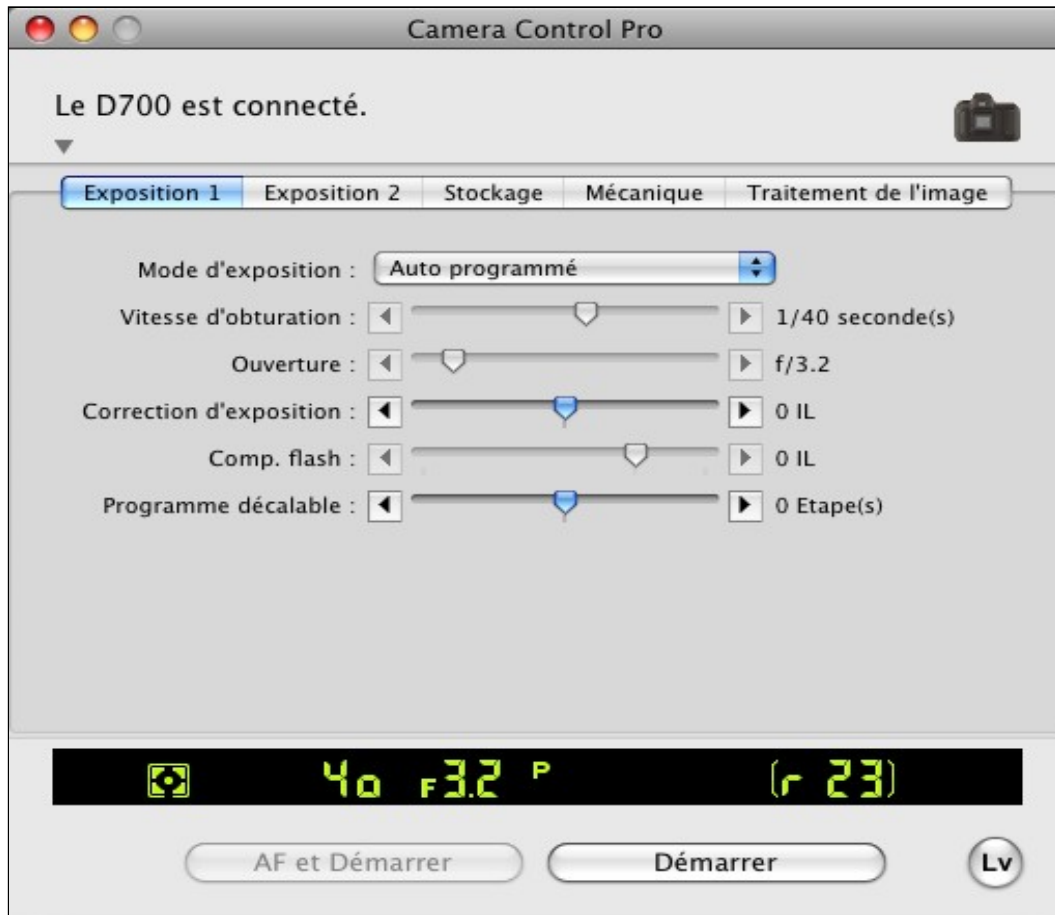 Camera Control Pro
Le D700 est connecté.
Exposition 1 Exposition 2 Stockage Mécanique Traitement de l'image
Mode d'exposition : Auto programmé
Vitesse d'obturation : 1/40 seconde(s)
Ouverture : f/3.2
Correction d'exposition : 0 IL
Comp. flash : 0 IL
Programme décalable : 0 Etape(s)
40 F3.2 P (r 23)
AF et Démarrer Démarrer Lv